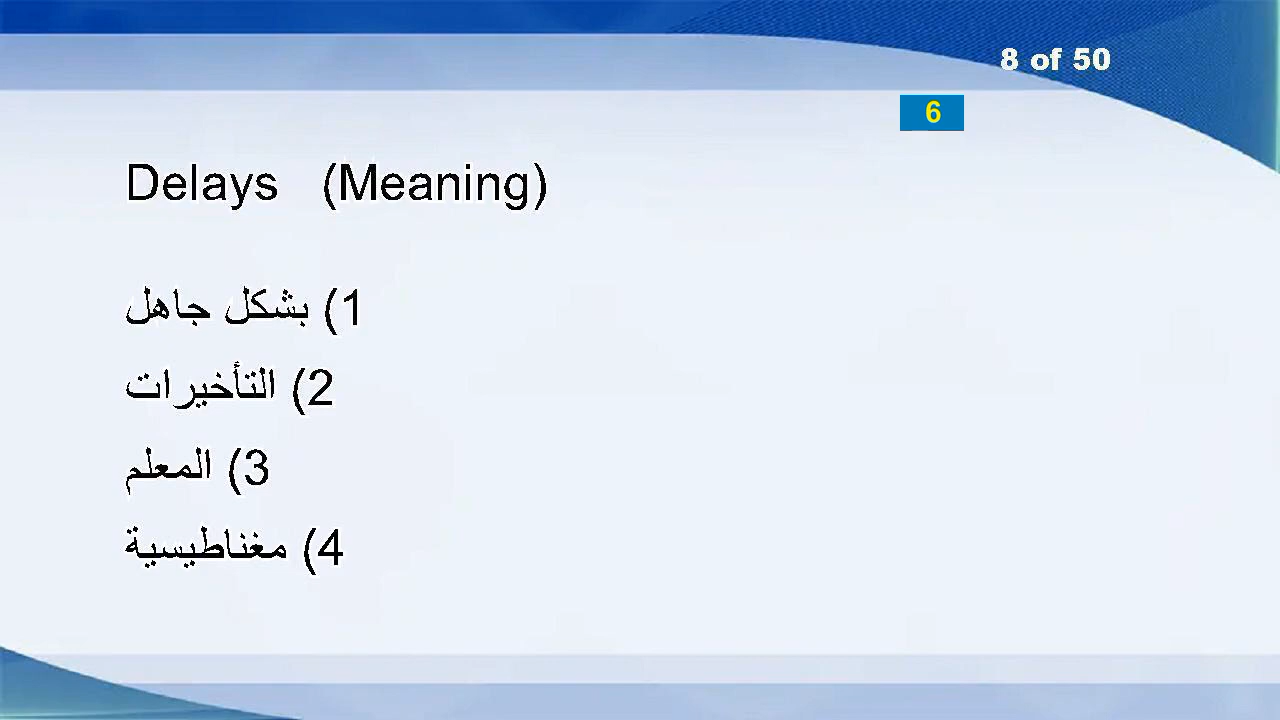 8 of 50
6
Delays (Meaning)
1) بشكل جاهل
2) التأخيرات
3) المعلم
4) مغناطيسية